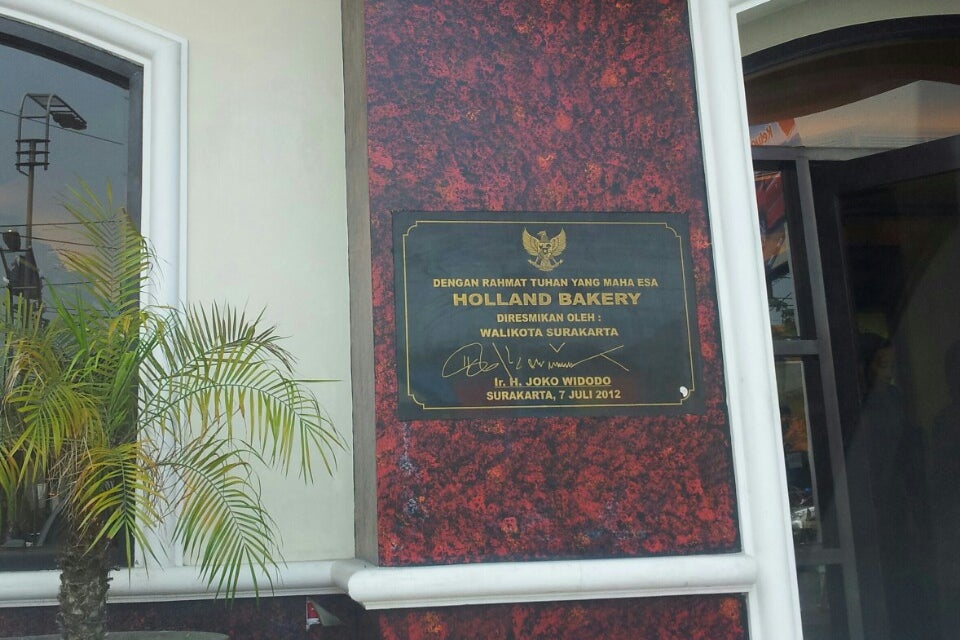 DENGAN RAHMAT TUHAN YANG MAHA ESA
HOLLAND BAKERY
DIRESMIKAN OLEH :
WALIKOTA SURAKARTA
Ir. H. JOKO WIDODO
SURAKARTA, 7 JULI 2012